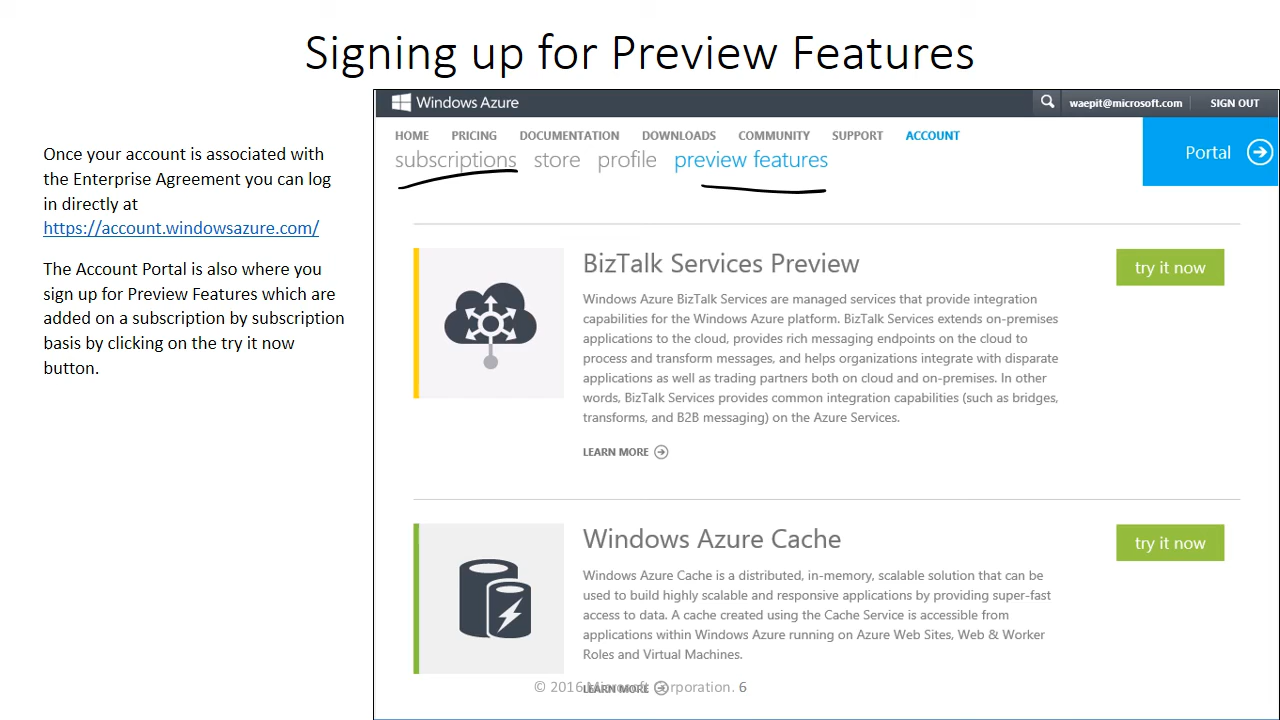 Signing up for Preview Features
Once your account is associated with
the Enterprise Agreement you can log
in directly at
https://account.windowsazure.com/
The Account Portal is also where you
sign up for Preview Features which are
added on a subscription by subscription
basis by clicking on the try it now
button.
Windows Azure
waepit@microsoft.com
SIGN OUT
HOME PRICING DOCUMENTATION DOWNLOADS COMMUNITY SUPPORT ACCOUNT
subscriptions store profile preview features
Portal
BizTalk Services Preview
try it now
Windows Azure BizTalk Services are managed services that provide integration
capabilities for the Windows Azure platform. BizTalk Services extends on-premises
applications to the cloud, provides rich messaging endpoints on the cloud to
process and transform messages, and helps organizations integrate with disparate
applications as well as trading partners both on cloud and on-premises. In other
words, BizTalk Services provides common integration capabilities (such as bridges,
transforms, and B2B messaging) on the Azure Services.
LEARN MORE
Windows Azure Cache
try it now
Windows Azure Cache is a distributed, in-memory, scalable solution that can be
used to build highly scalable and responsive applications by providing super-fast
access to data. A cache created using the Cache Service is accessible from
applications within Windows Azure running on Azure Web Sites, Web & Worker
Roles and Virtual Machines.
LEARN MORE
© 2016 Microsoft Corporation. 6